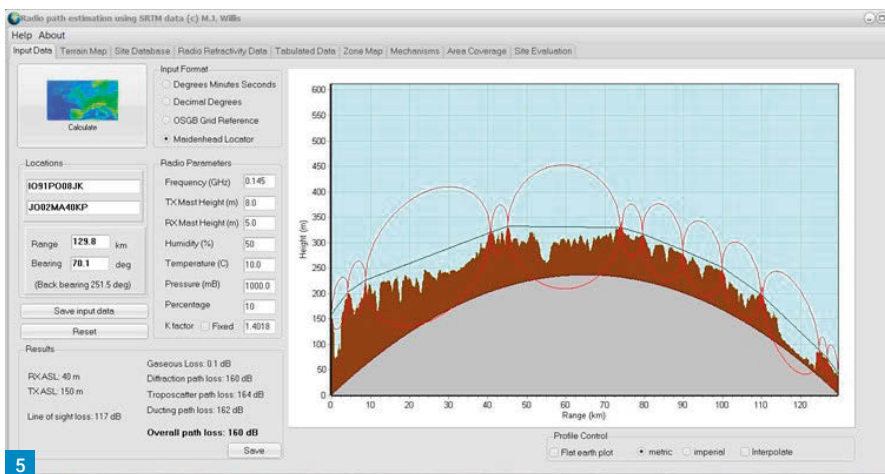 Radio path estimation using SRTM data (c) M.J. Willis
Help About
Input Data Terrain Map Site Database Radio Refractivity Data Tabulated Data Zone Map Mechanisms Area Coverage Site Evaluation
Calculate
Input Format
Degrees Minutes Seconds
Decimal Degrees
OSGB Grid Reference
Maidenhead Locator
Locations
IO91PO08JK
JO02MA40KP
Range 129.8 km
Bearing 70.1 deg
(Back bearing 251.5 deg)
Save input data
Reset
Radio Parameters
Frequency (GHz) 0.145
TX Mast Height (m) 8.0
RX Mast Height (m) 5.0
Humidity (%) 50
Temperature (C) 10.0
Pressure (mB) 1000.0
Percentage 10
K factor Fixed 1.4018
Results
RX ASL: 40 m
TX ASL: 150 m
Line of sight loss: 117 dB
Gaseous Loss: 0.1 dB
Diffraction path loss: 160 dB
Troposcatter path loss: 164 dB
Ducting path loss: 162 dB
Overall path loss: 160 dB
Save
Height (m)
600
550
500
450
400
350
300
250
200
150
100
50
0
0 10 20 30 40 50 60 70 80 90 100 110 120
Range (km)
Profile Control
Flat earth plot metric imperial Interpolate
5